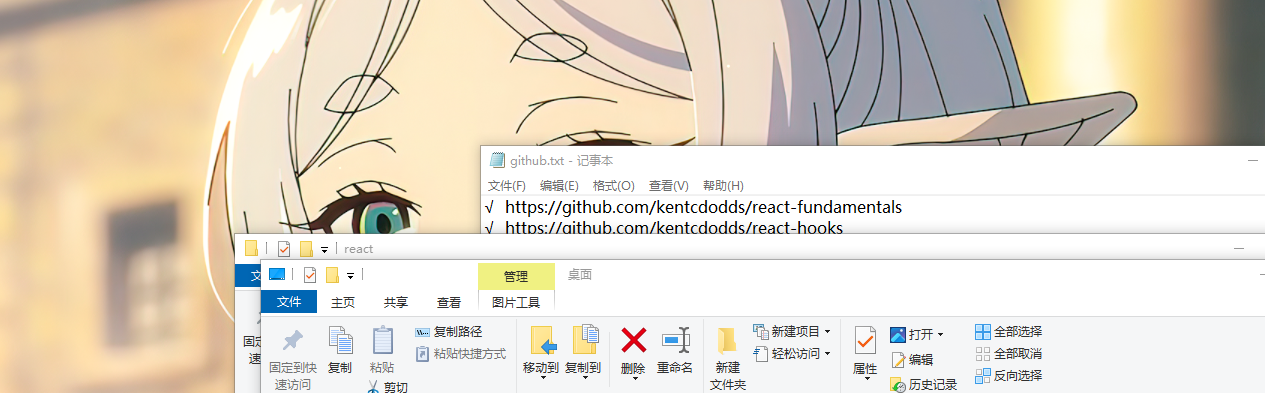 github.txt - 记事本
文件(F) 编辑(E) 格式(O) 查看(V) 帮助(H)
√ https://github.com/kentcdodds/react-fundamentals
√ https://github.com/kentcdodds/react-hooks
react
管理 桌面
文件 主页 共享 查看 图片工具
固定到快速访问
复制
粘贴
复制路径
粘贴快捷方式
剪切
移动到
复制到
删除
重命名
新建
文件夹
新建项目
轻松访问
属性
打开
编辑
历史记录
全部选择
全部取消
反向选择